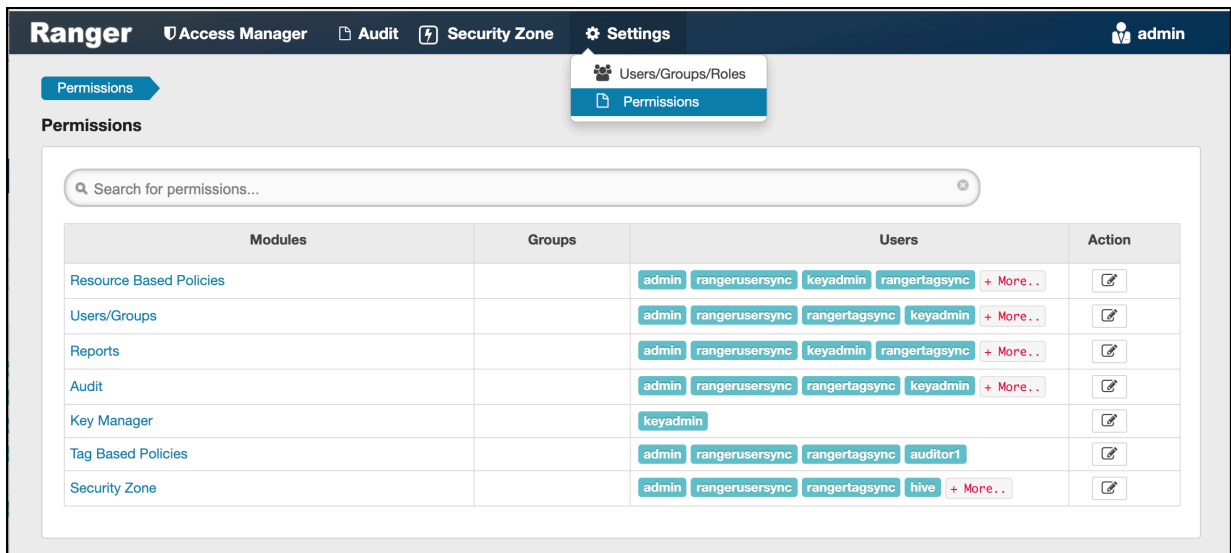 Ranger Access Manager Audit Security Zone Settings admin
Users/Groups/Roles
Permissions
Permissions
Permissions
Search for permissions...
Modules Groups Users Action
Resource Based Policies admin rangerusersync keyadmin rangertagsync + More..
Users/Groups admin rangerusersync rangertagsync keyadmin + More..
Reports admin rangerusersync keyadmin rangertagsync + More..
Audit admin rangerusersync rangertagsync keyadmin + More..
Key Manager keyadmin
Tag Based Policies admin rangerusersync rangertagsync auditor1
Security Zone admin rangerusersync rangertagsync hive + More..